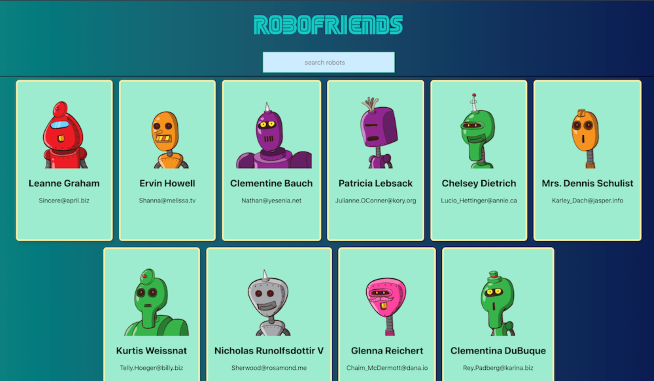 ROBOFRIENDS
search robots
Leanne Graham
Sincere@april.biz
Ervin Howell
Shanna@melissa.tv
Clementine Bauch
Nathan@yesenia.net
Patricia Lebsack
Julianne.OConner@kory.org
Chelsey Dietrich
Lucio_Hettinger@annie.ca
Mrs. Dennis Schulist
Karley_Dach@jasper.info
Kurtis Weissnat
Telly.Hoeger@billy.biz
Nicholas Runolfsdottir V
Sherwood@rosamond.me
Glenna Reichert
Chaim_McDermott@dana.io
Clementina DuBuque
Rey.Padberg@karina.biz